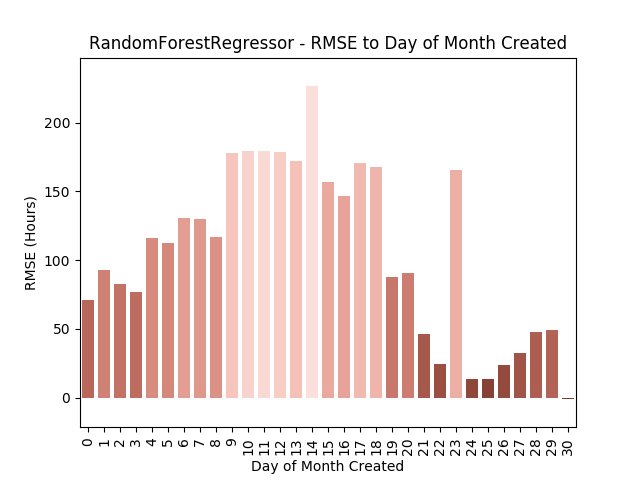 RandomForestRegressor - RMSE to Day of Month Created
RMSE (Hours)
200
150
100
50
0
0 1 2 3 4 5 6 7 8 9 10 11 12 13 14 15 16 17 18 19 20 21 22 23 24 25 26 27 28 29 30
Day of Month Created